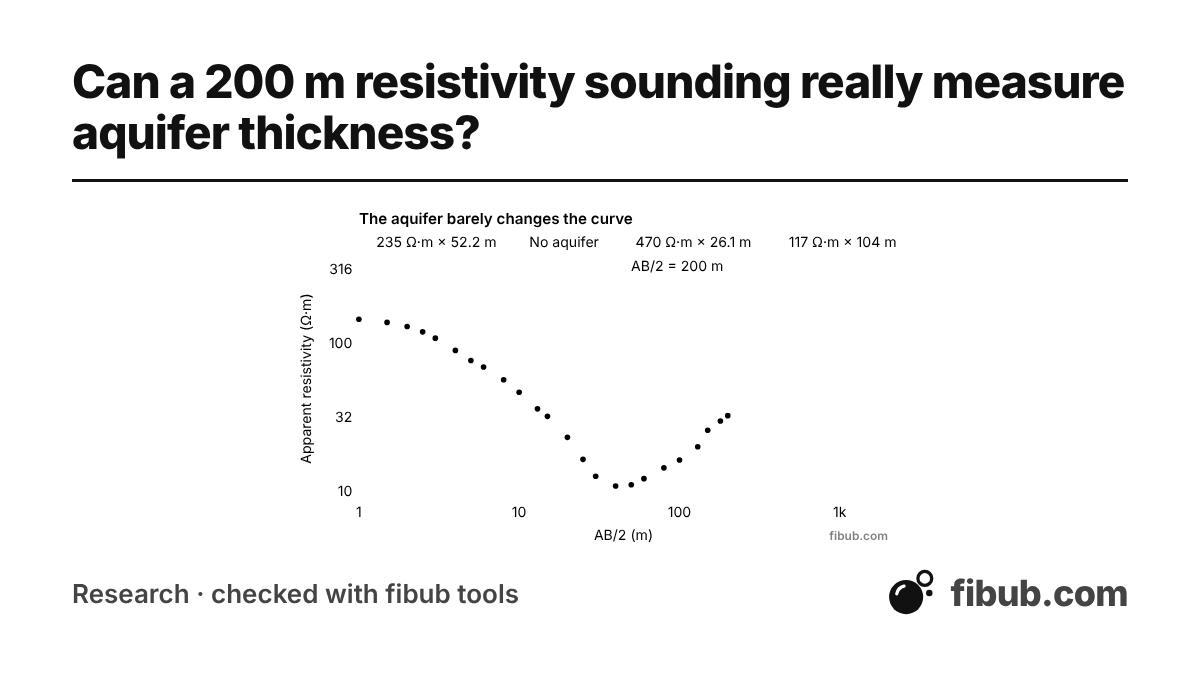 Can a 200 m resistivity sounding really measure
aquifer thickness?
The aquifer barely changes the curve
235 Ω·m × 52.2 m No aquifer 470 Ω·m × 26.1 m 117 Ω·m × 104 m
AB/2 = 200 m
316
100
32
10
Apparent resistivity (Ω·m)
1 10 100 1k
AB/2 (m)
fibub.com
Research · checked with fibub tools
fibub.com